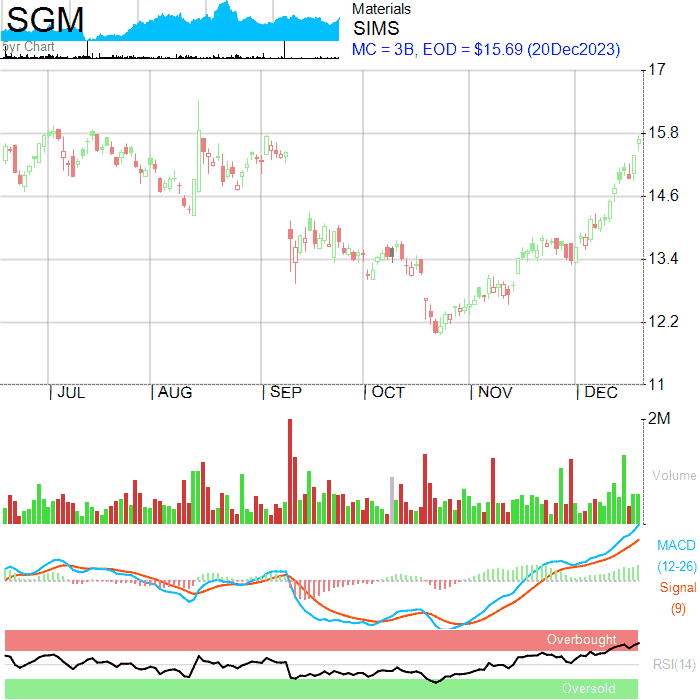 SGM
5yr Chart
Materials
SIMS
MC = 3B, EOD = $15.69 (20Dec2023)
17
15.8
14.6
13.4
12.2
11
JUL AUG SEP OCT NOV DEC
2M
Volume
MACD
(12-26)
Signal
(9)
Overbought
RSI(14)
Oversold